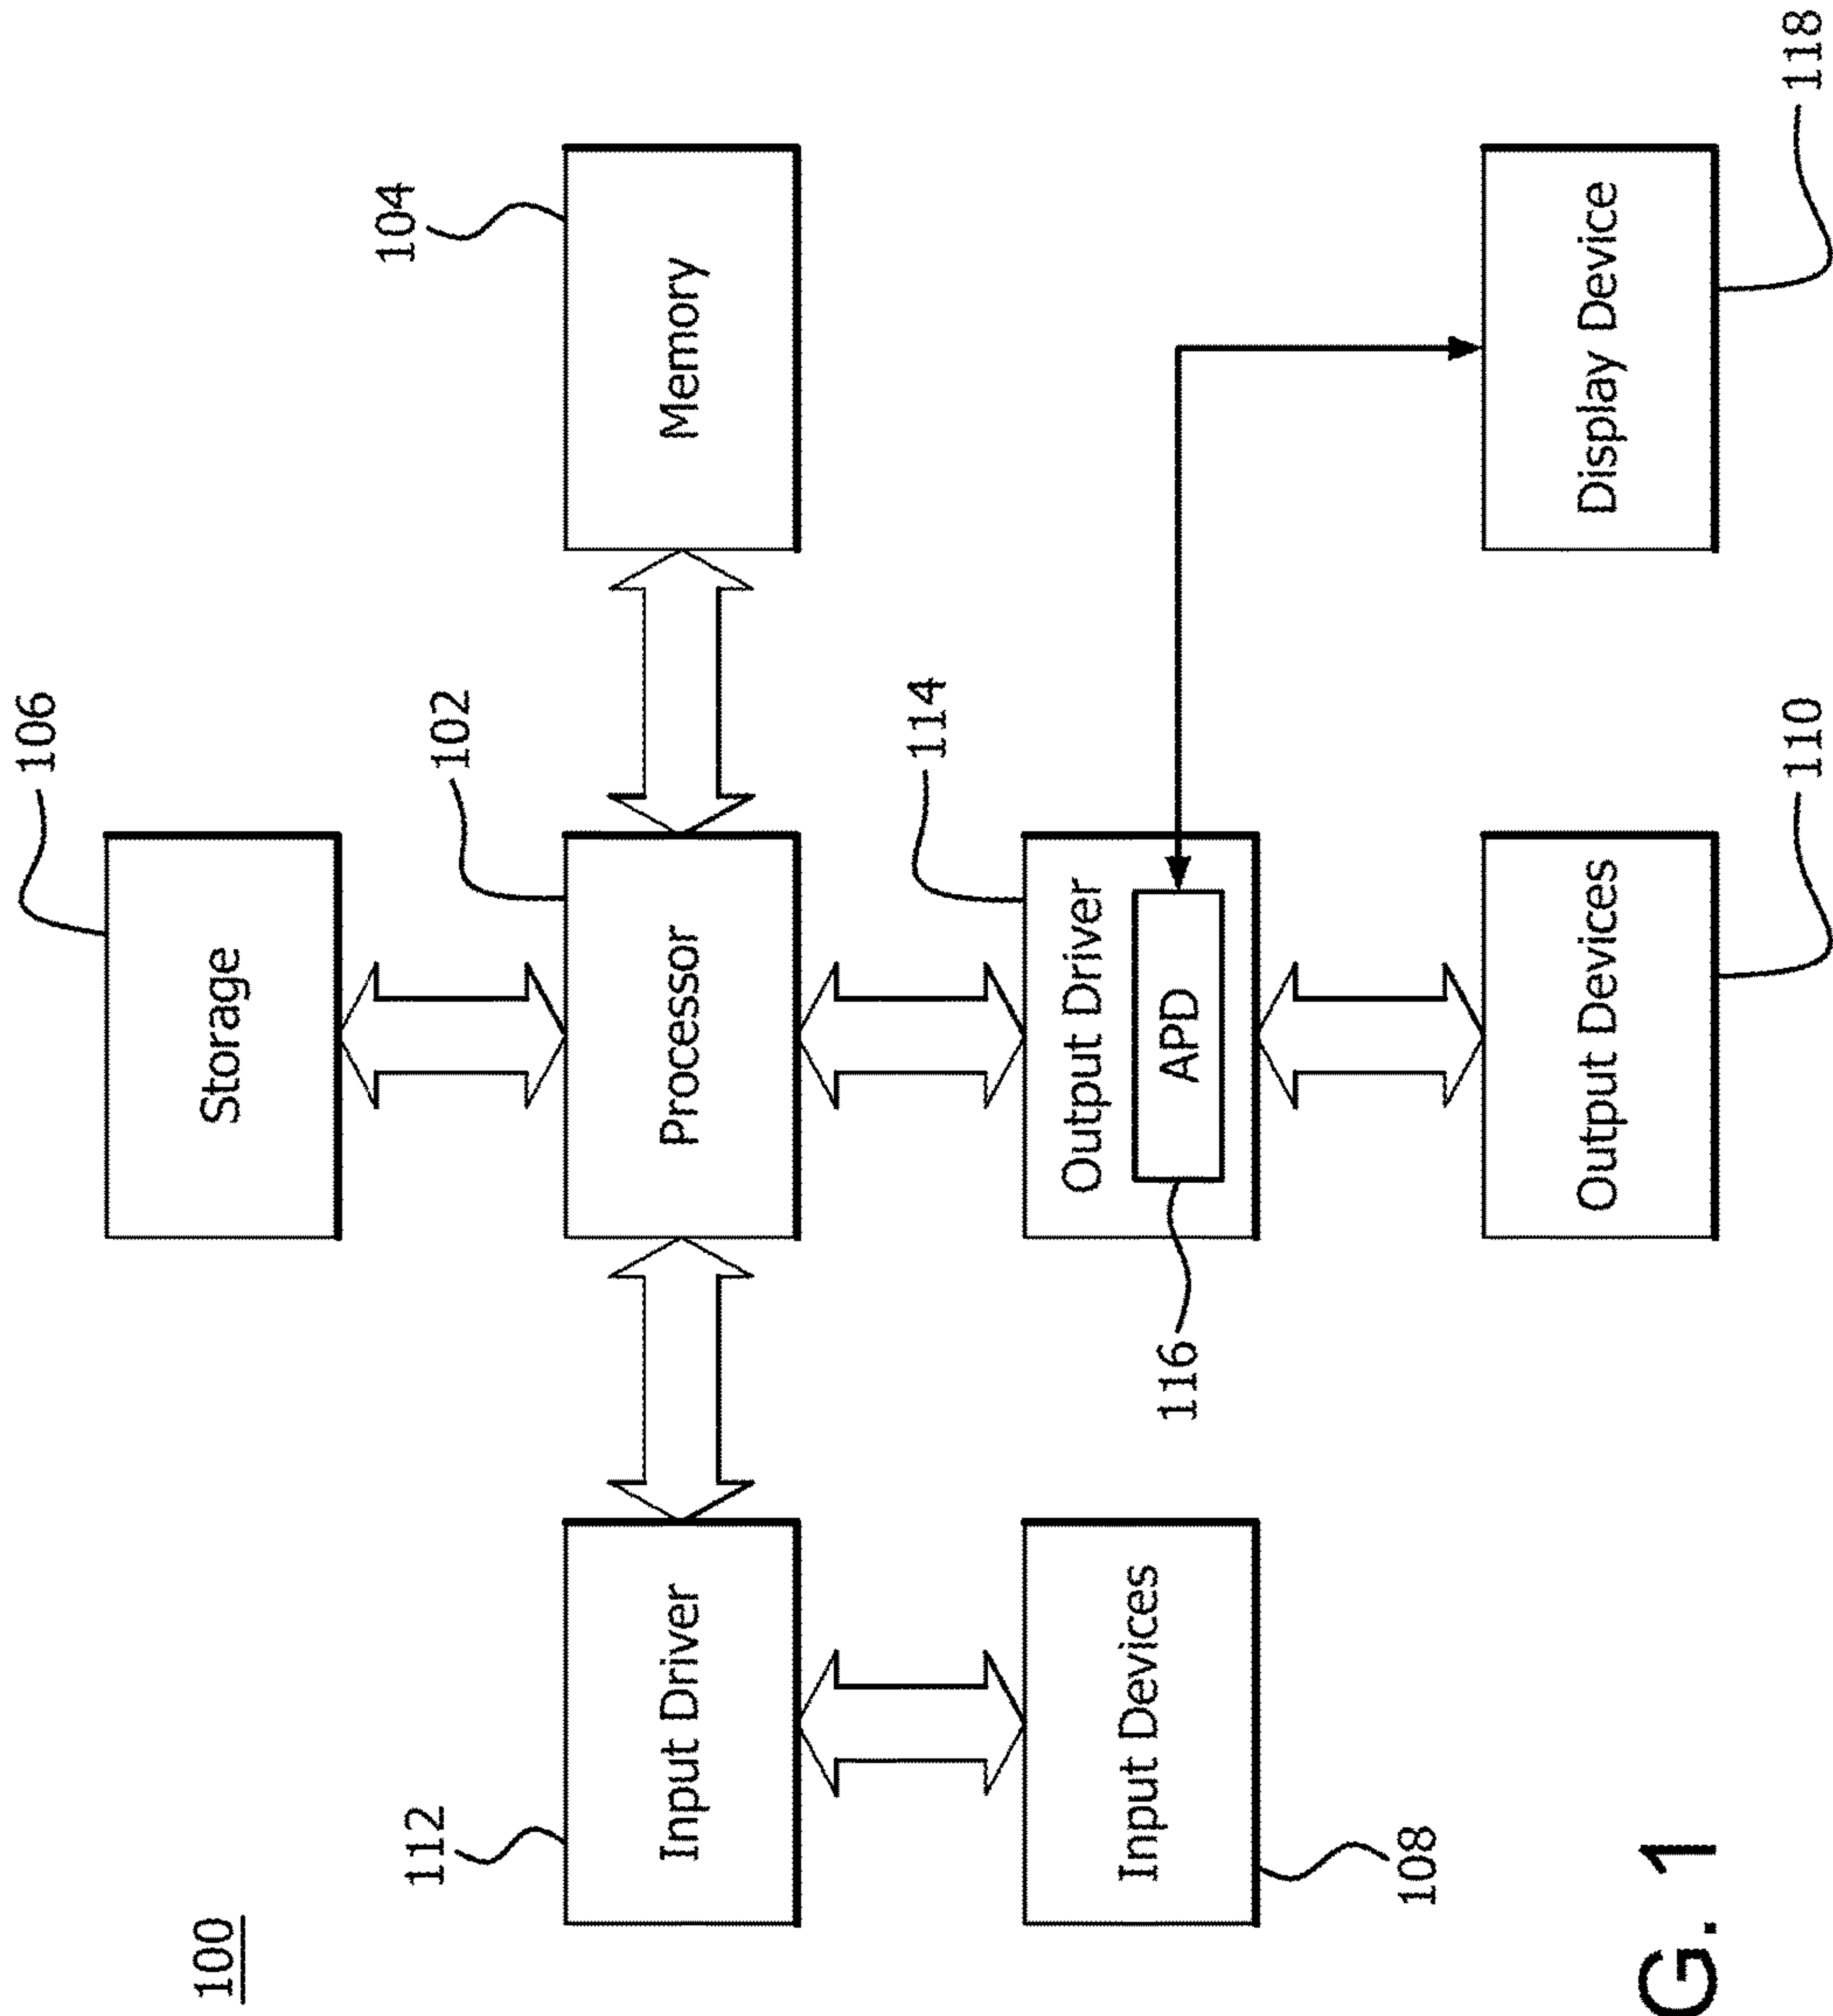 100
106
Storage
112
102
104
Input Driver
Processor
Memory
114
Output Driver
APD
116
Input Devices
108
Output Devices
110
Display Device
118
G. 1